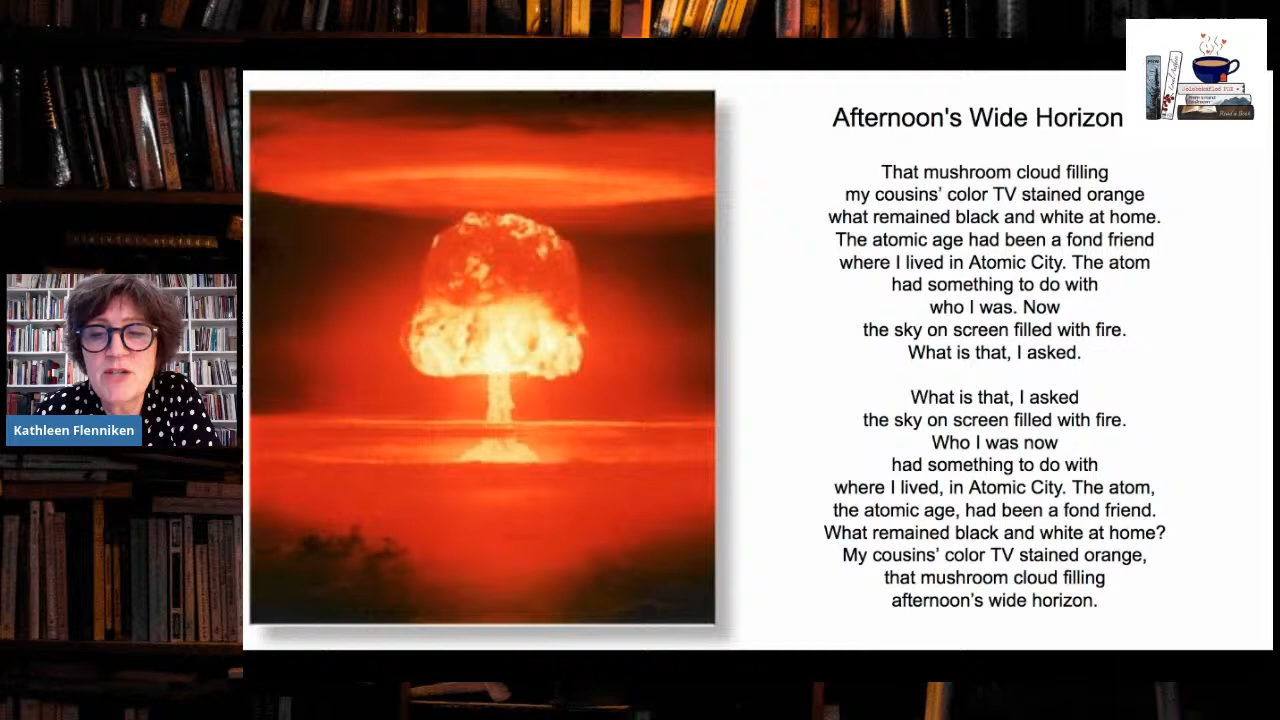 Afternoon's Wide Horizon
That mushroom cloud filling
my cousins’ color TV stained orange
what remained black and white at home.
The atomic age had been a fond friend
where I lived in Atomic City. The atom
had something to do with
who I was. Now
the sky on screen filled with fire.
What is that, I asked.
What is that, I asked
the sky on screen filled with fire.
Who I was now
had something to do with
where I lived, in Atomic City. The atom,
the atomic age, had been a fond friend.
What remained black and white at home?
My cousins’ color TV stained orange,
that mushroom cloud filling
afternoon’s wide horizon.
Kathleen Flenniken
Read a Book